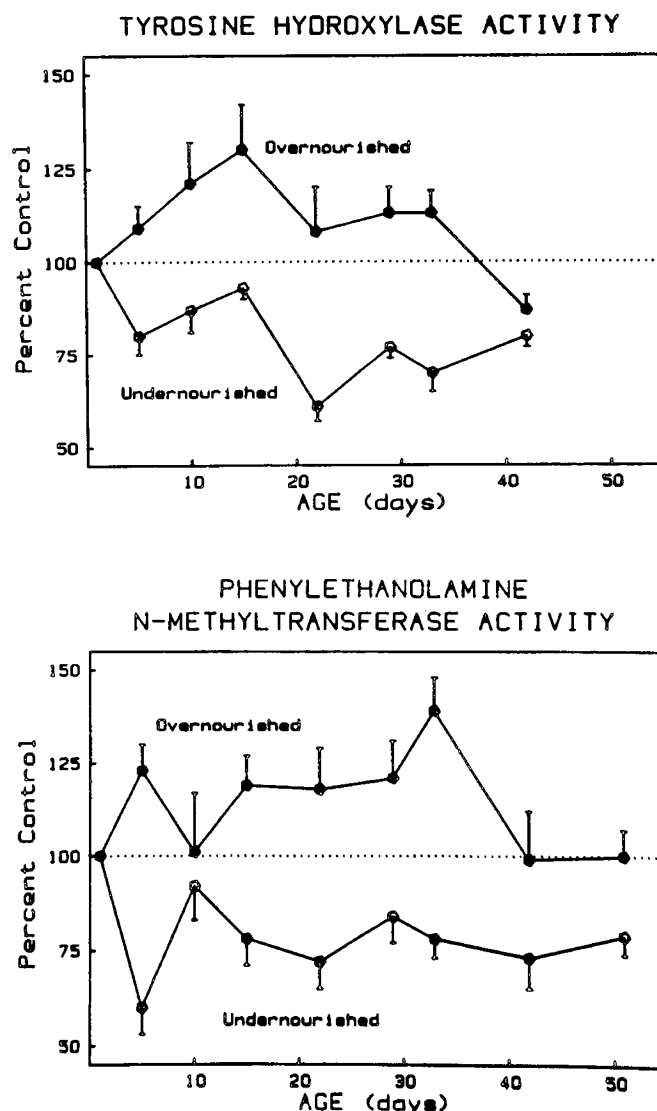 TYROSINE HYDROXYLASE ACTIVITY
150
125
100
75
50
Percent Control
Overnourished
Undernourished
10 20 30 40 50
AGE (days)
PHENYLETHANOLAMINE
N-METHYLTRANSFERASE ACTIVITY
150
125
100
75
50
Percent Control
Overnourished
Undernourished
10 20 30 40 50
AGE (days)